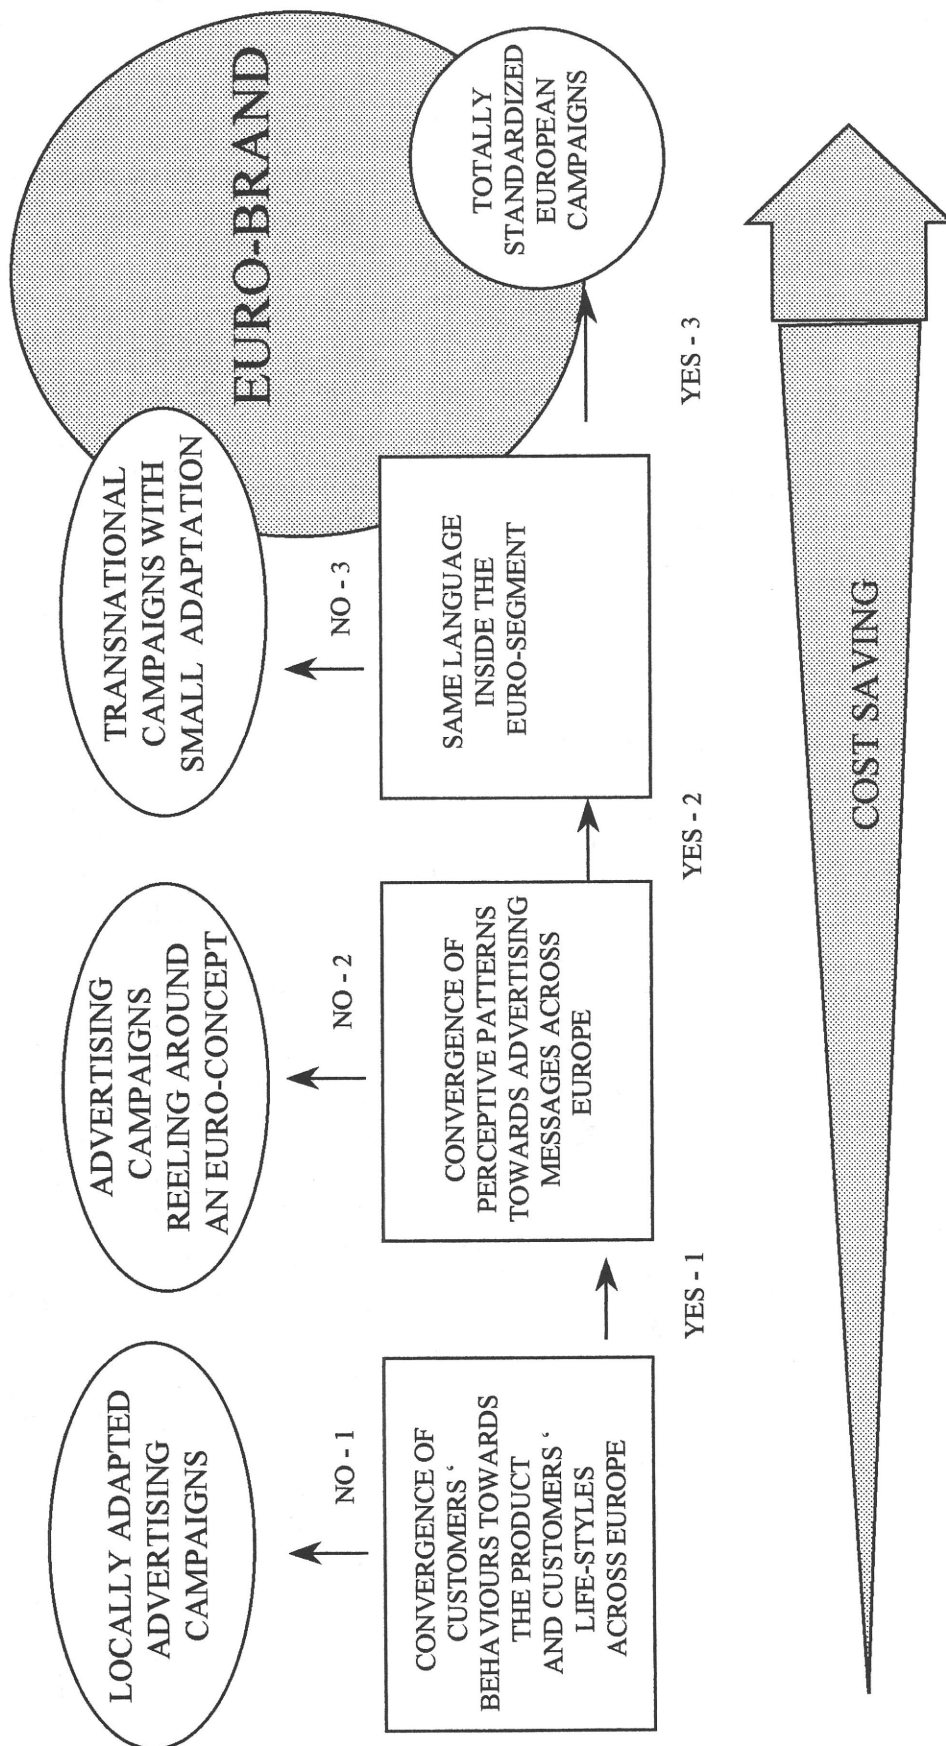 LOCALLY ADAPTED
ADVERTISING
CAMPAIGNS
ADVERTISING
CAMPAIGNS
REELING AROUND
AN EURO-CONCEPT
TRANSNATIONAL
CAMPAIGNS WITH
SMALL ADAPTATION
EURO-BRAND
NO - 1
NO - 2
NO - 3
CONVERGENCE OF
CUSTOMERS ‘
BEHAVIOURS TOWARDS
THE PRODUCT
AND CUSTOMERS ‘
LIFE-STYLES
ACROSS EUROPE
CONVERGENCE OF
PERCEPTIVE PATTERNS
TOWARDS ADVERTISING
MESSAGES ACROSS
EUROPE
SAME LANGUAGE
INSIDE THE
EURO-SEGMENT
TOTALLY
STANDARDIZED
EUROPEAN
CAMPAIGNS
YES - 1
YES - 2
YES - 3
COST SAVING